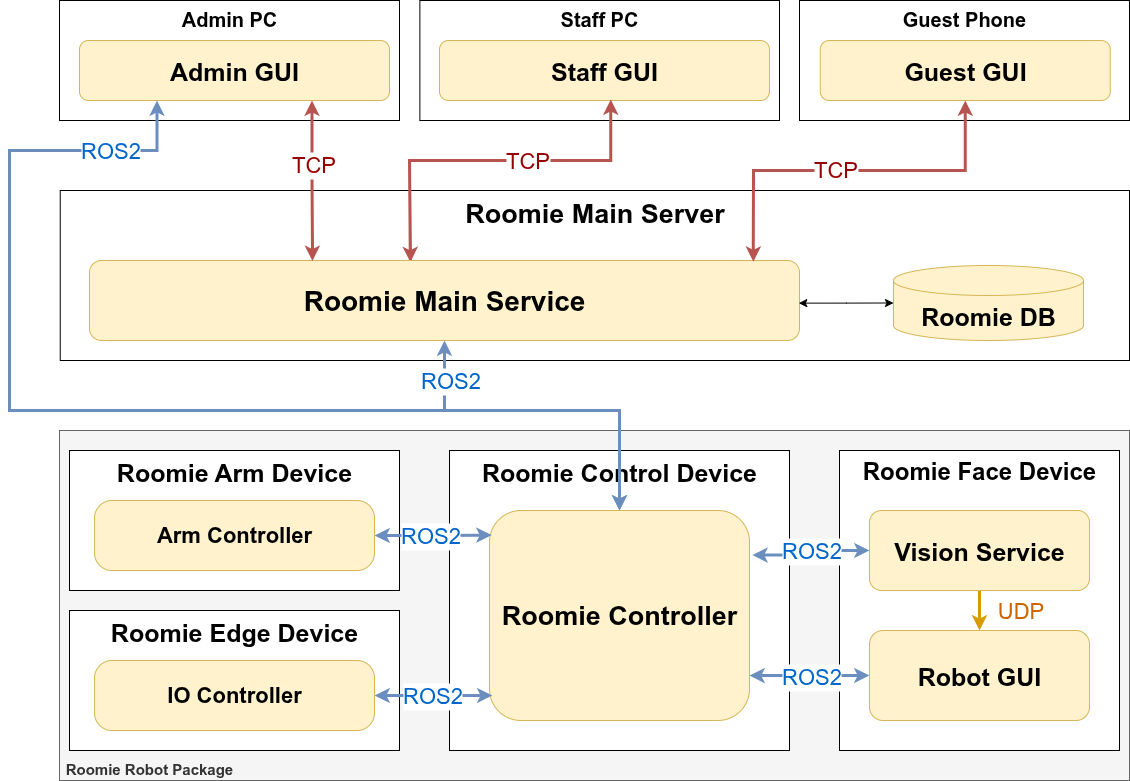 Admin PC
Staff PC
Guest Phone
Admin GUI
Staff GUI
Guest GUI
ROS2
TCP
TCP
TCP
Roomie Main Server
Roomie Main Service
Roomie DB
ROS2
Roomie Arm Device
Roomie Control Device
Roomie Face Device
Arm Controller
ROS2
ROS2
Vision Service
Roomie Controller
UDP
Roomie Edge Device
IO Controller
ROS2
ROS2
Robot GUI
Roomie Robot Package